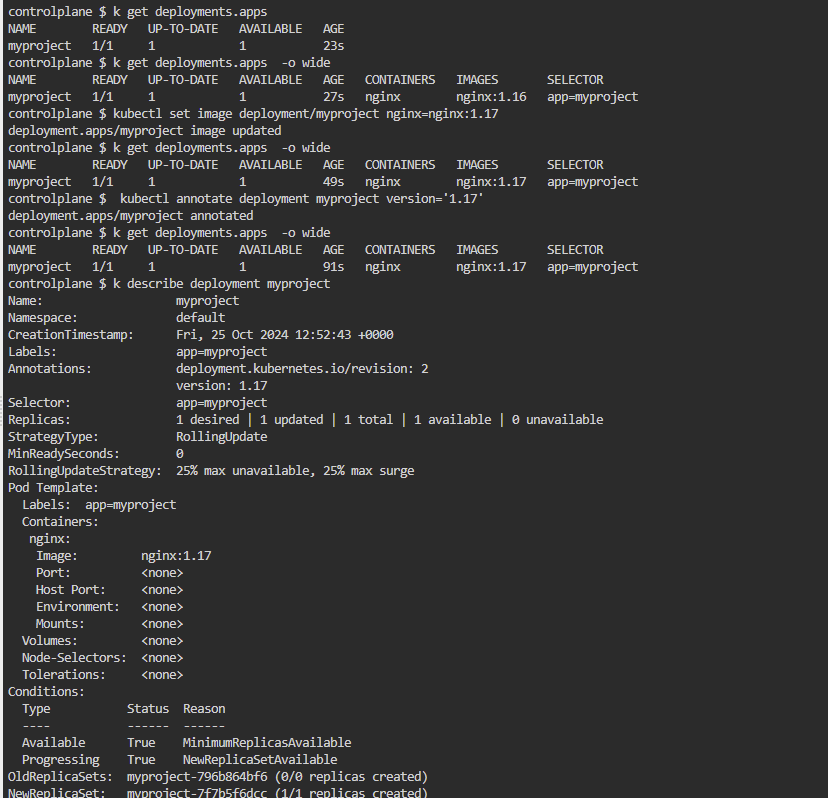 controlplane $ k get deployments.apps
NAME        READY   UP-TO-DATE   AVAILABLE   AGE
myproject   1/1     1            1           23s
controlplane $ k get deployments.apps  -o wide
NAME        READY   UP-TO-DATE   AVAILABLE   AGE   CONTAINERS   IMAGES       SELECTOR
myproject   1/1     1            1           27s   nginx        nginx:1.16   app=myproject
controlplane $ kubectl set image deployment/myproject nginx=nginx:1.17
deployment.apps/myproject image updated
controlplane $ k get deployments.apps  -o wide
NAME        READY   UP-TO-DATE   AVAILABLE   AGE   CONTAINERS   IMAGES       SELECTOR
myproject   1/1     1            1           49s   nginx        nginx:1.17   app=myproject
controlplane $  kubectl annotate deployment myproject version='1.17'
deployment.apps/myproject annotated
controlplane $ k get deployments.apps  -o wide
NAME        READY   UP-TO-DATE   AVAILABLE   AGE   CONTAINERS   IMAGES       SELECTOR
myproject   1/1     1            1           91s   nginx        nginx:1.17   app=myproject
controlplane $ k describe deployment myproject
Name:                   myproject
Namespace:              default
CreationTimestamp:      Fri, 25 Oct 2024 12:52:43 +0000
Labels:                 app=myproject
Annotations:            deployment.kubernetes.io/revision: 2
                        version: 1.17
Selector:               app=myproject
Replicas:               1 desired | 1 updated | 1 total | 1 available | 0 unavailable
StrategyType:           RollingUpdate
MinReadySeconds:        0
RollingUpdateStrategy:  25% max unavailable, 25% max surge
Pod Template:
  Labels:  app=myproject
  Containers:
   nginx:
    Image:         nginx:1.17
    Port:          <none>
    Host Port:     <none>
    Environment:   <none>
    Mounts:        <none>
  Volumes:         <none>
  Node-Selectors:  <none>
  Tolerations:     <none>
Conditions:
  Type           Status  Reason
  ----           ------  ------
  Available      True    MinimumReplicasAvailable
  Progressing    True    NewReplicaSetAvailable
OldReplicaSets:  myproject-796b864bf6 (0/0 replicas created)
NewReplicaSet:   myproject-7f7b5f6dcc (1/1 replicas created)